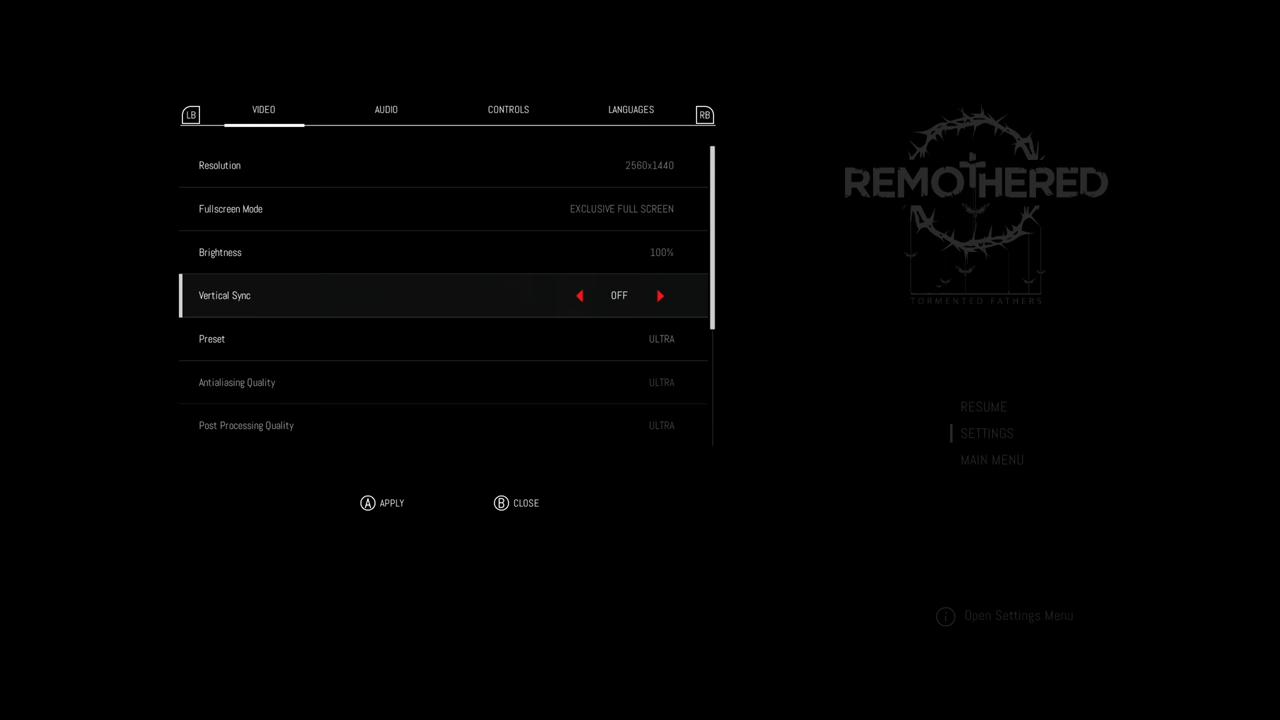 LB VIDEO AUDIO CONTROLS LANGUAGES RB
Resolution 2560x1440
Fullscreen Mode EXCLUSIVE FULL SCREEN
Brightness 100%
Vertical Sync OFF
Preset ULTRA
Antialiasing Quality ULTRA
Post Processing Quality ULTRA
A APPLY B CLOSE
REMOTHERED
TORMENTED FATHERS
RESUME
SETTINGS
MAIN MENU
i Open Settings Menu